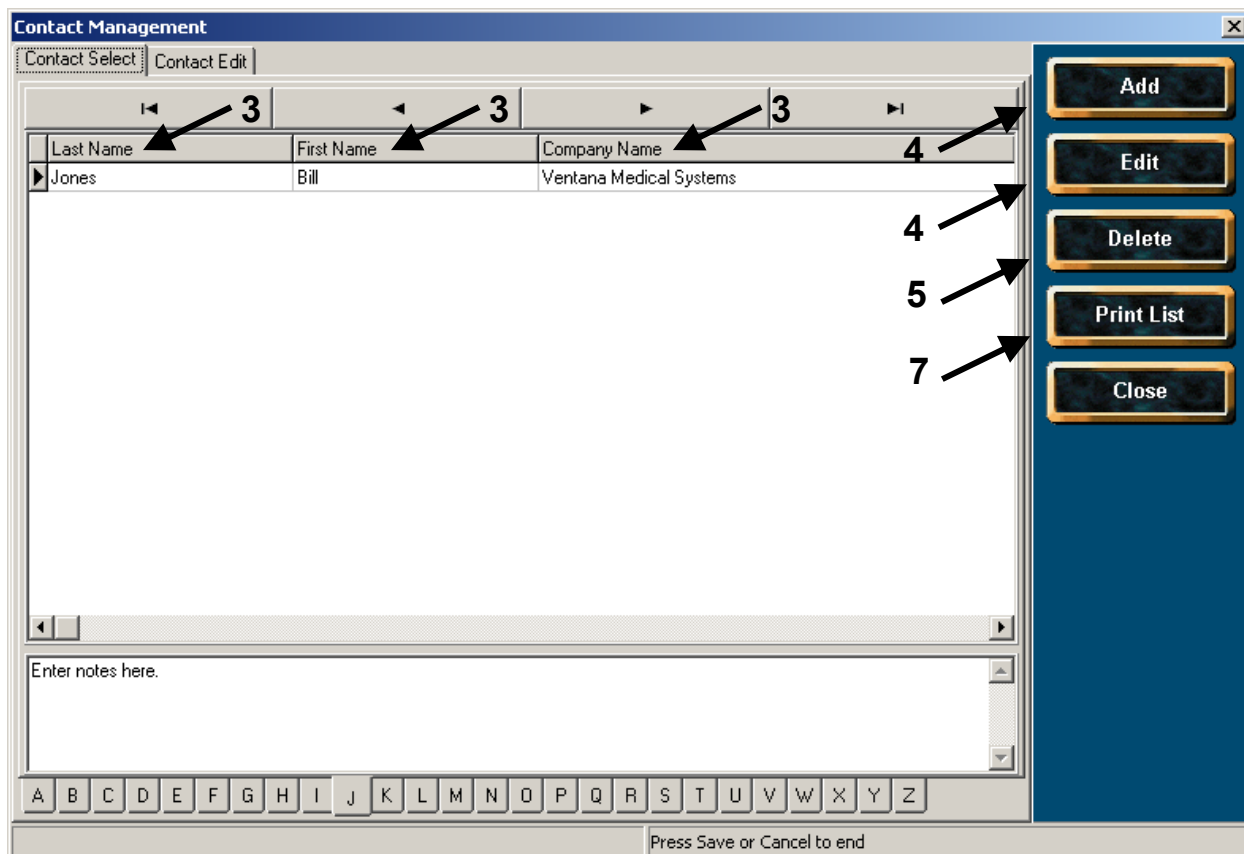 Contact Management
Contact Select Contact Edit
3 3 3
Last Name First Name Company Name
Jones Bill Ventana Medical Systems
Enter notes here.
A B C D E F G H I J K L M N O P Q R S T U V W X Y Z
Press Save or Cancel to end
Add
4
Edit
4
Delete
5
Print List
7
Close